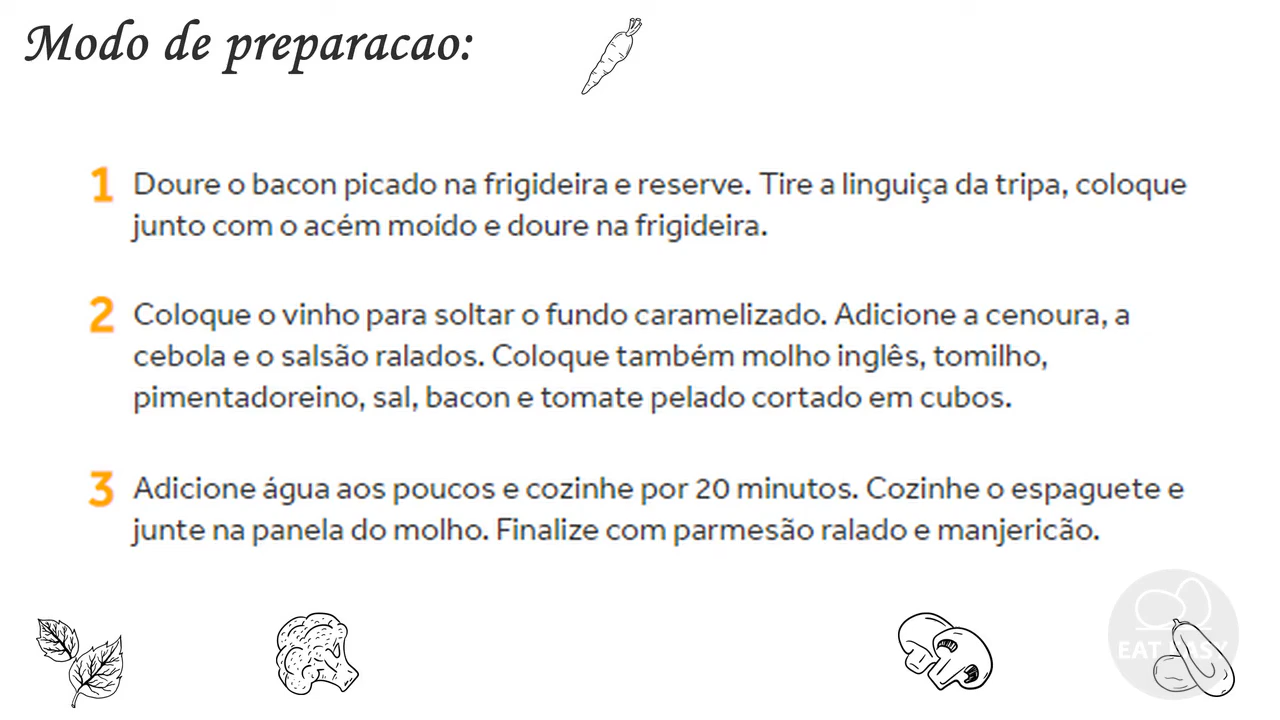 Modo de preparacao:
1 Doure o bacon picado na frigideira e reserve. Tire a linguiça da tripa, coloque
junto com o acém moído e doure na frigideira.
2 Coloque o vinho para soltar o fundo caramelizado. Adicione a cenoura, a
cebola e o salsão ralados. Coloque também molho inglês, tomilho,
pimentadoreino, sal, bacon e tomate pelado cortado em cubos.
3 Adicione água aos poucos e cozinhe por 20 minutos. Cozinhe o espaguete e
junte na panela do molho. Finalize com parmesão ralado e manjericão.
EAT EASY